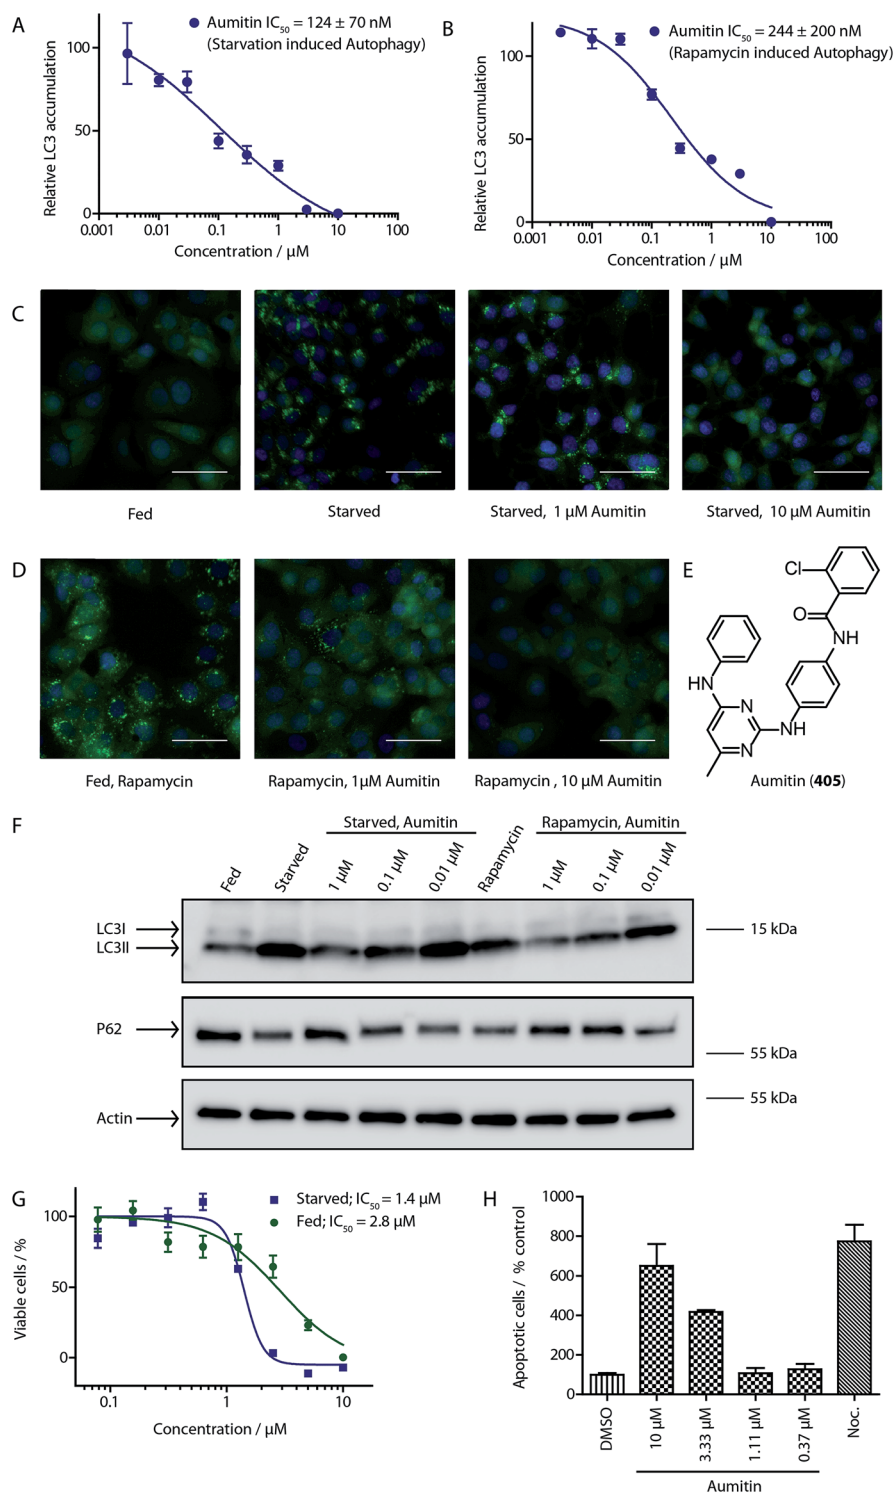 A
Aumitin IC50 = 124 ± 70 nM
(Starvation induced Autophagy)
Relative LC3 accumulation
100
50
0
0.001
0.01
0.1
1
10
100
Concentration / µM
B
Aumitin IC50 = 244 ± 200 nM
(Rapamycin induced Autophagy)
Relative LC3 accumulation
100
50
0
0.001
0.01
0.1
1
10
100
Concentration / µM
C
Fed
Starved
Starved, 1 µM Aumitin
Starved, 10 µM Aumitin
D
Fed, Rapamycin
Rapamycin, 1µM Aumitin
Rapamycin , 10 µM Aumitin
E
Cl
O
NH
HN
N
N
NH
Aumitin (405)
F
Starved, Aumitin
Rapamycin, Aumitin
Fed
Starved
1 µM
0.1 µM
0.01 µM
Rapamycin
1 µM
0.1 µM
0.01 µM
LC3I
LC3II
15 kDa
P62
55 kDa
Actin
55 kDa
G
Starved; IC50 = 1.4 µM
Fed; IC50 = 2.8 µM
Viable cells / %
100
50
0
0.1
1
10
Concentration / µM
H
Apoptotic cells / % control
1000
800
600
400
200
0
DMSO
10 µM
3.33 µM
1.11 µM
0.37 µM
Noc.
Aumitin